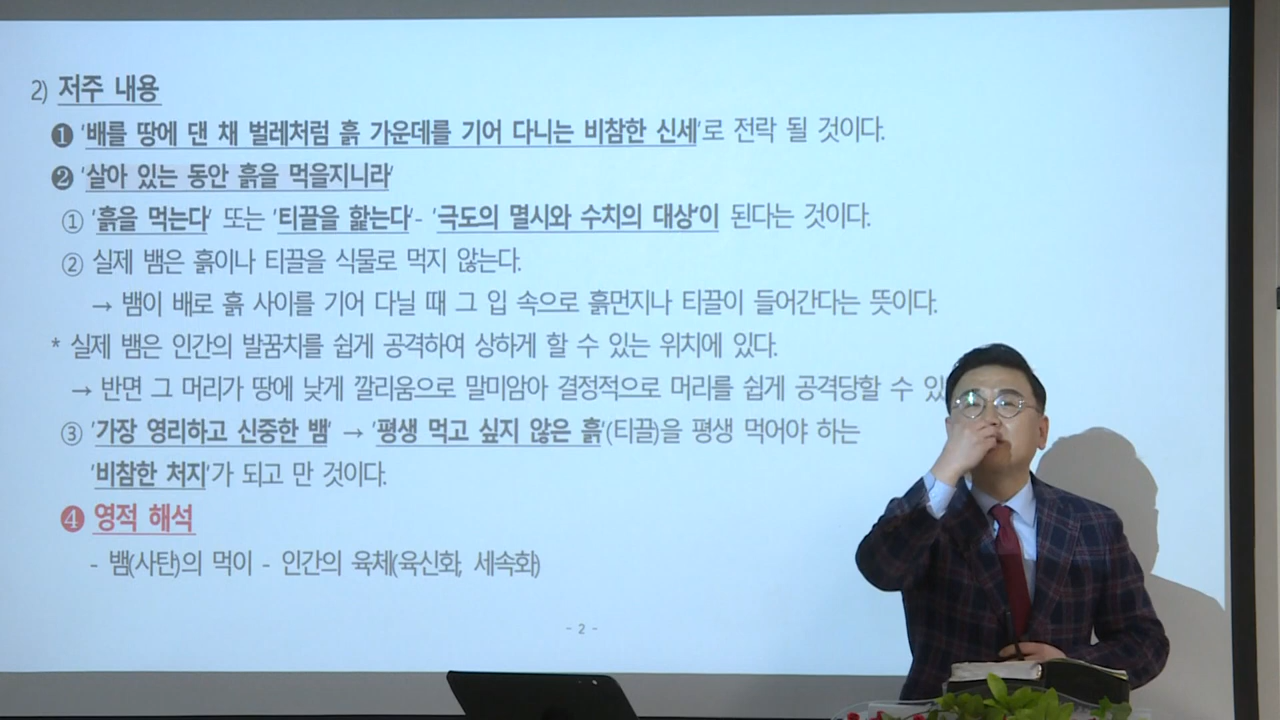 2) 저주 내용
❶ '배를 땅에 댄 채 벌레처럼 흙 가운데를 기어 다니는 비참한 신세'로 전락 될 것이다.
❷ '살아 있는 동안 흙을 먹을지니라'
① '흙을 먹는다' 또는 '티끌을 핥는다'- '극도의 멸시와 수치의 대상'이 된다는 것이다.
② 실제 뱀은 흙이나 티끌을 식물로 먹지 않는다.
→ 뱀이 배로 흙 사이를 기어 다닐 때 그 입 속으로 흙먼지나 티끌이 들어간다는 뜻이다.
* 실제 뱀은 인간의 발꿈치를 쉽게 공격하여 상하게 할 수 있는 위치에 있다.
→ 반면 그 머리가 땅에 낮게 깔리움으로 말미암아 결정적으로 머리를 쉽게 공격당할 수 있
③ '가장 영리하고 신중한 뱀' → '평생 먹고 싶지 않은 흙'(티끌)을 평생 먹어야 하는
'비참한 처지'가 되고 만 것이다.
❹ 영적 해석
- 뱀(사탄)의 먹이 - 인간의 육체(육신화, 세속화)
- 2 -